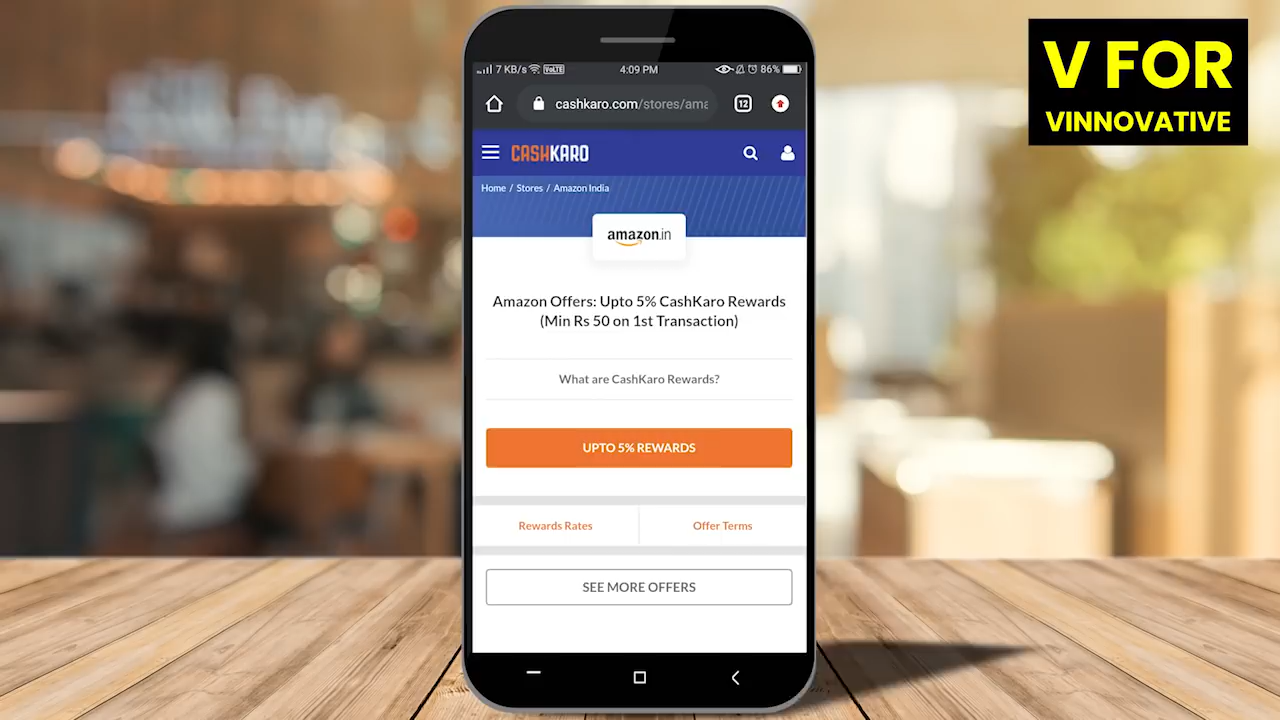 V FOR
VINNOVATIVE
7 KB/s VoLTE 4:09 PM 86%
cashkaro.com/stores/ama
12
CASHKARO
Home / Stores / Amazon India
amazon.in
Amazon Offers: Upto 5% CashKaro Rewards
(Min Rs 50 on 1st Transaction)
What are CashKaro Rewards?
UPTO 5% REWARDS
Rewards Rates
Offer Terms
SEE MORE OFFERS